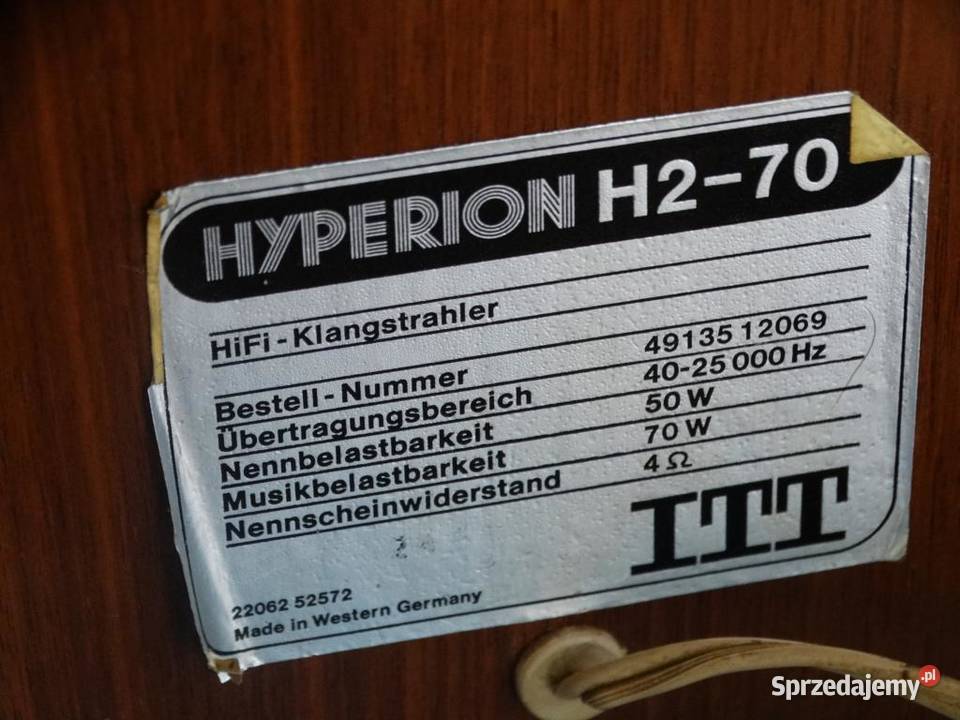 HYPERION H2-70
HiFi-Klangstrahler
Bestell-Nummer 49135 12069
Übertragungsbereich 40-25 000 Hz
Nennbelastbarkeit 50 W
Musikbelastbarkeit 70 W
Nennscheinwiderstand 4 Ω
ITT
22062 52572
Made in Western Germany
Sprzedajemy.pl